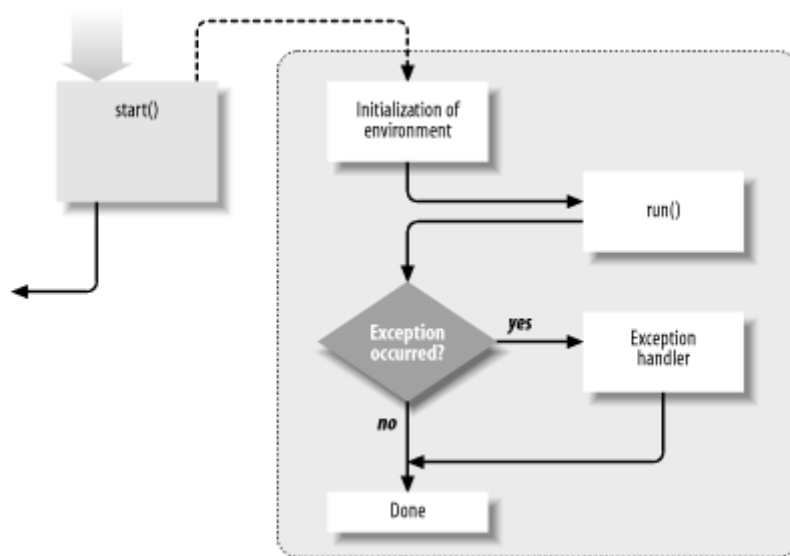 start()
Initialization of
environment
run()
Exception
occurred?
yes
Exception
handler
no
Done